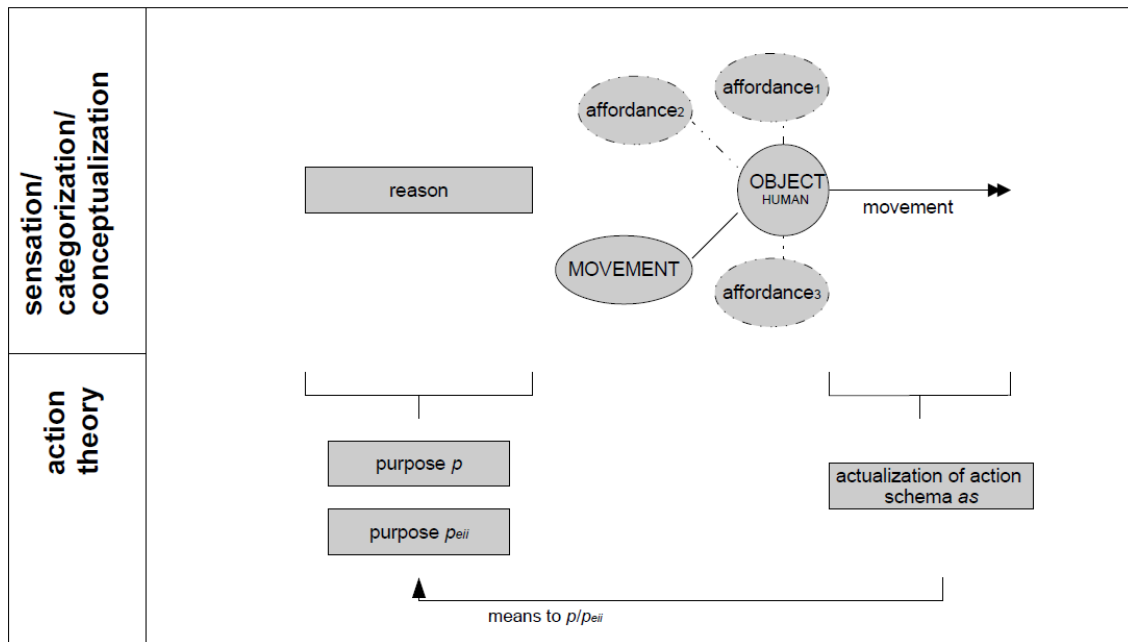 sensation/
categorization/
conceptualization
reason
affordance2
affordance1
OBJECT
HUMAN
movement
MOVEMENT
affordance3
action
theory
purpose p
purpose peii
actualization of action
schema as
means to p/peii